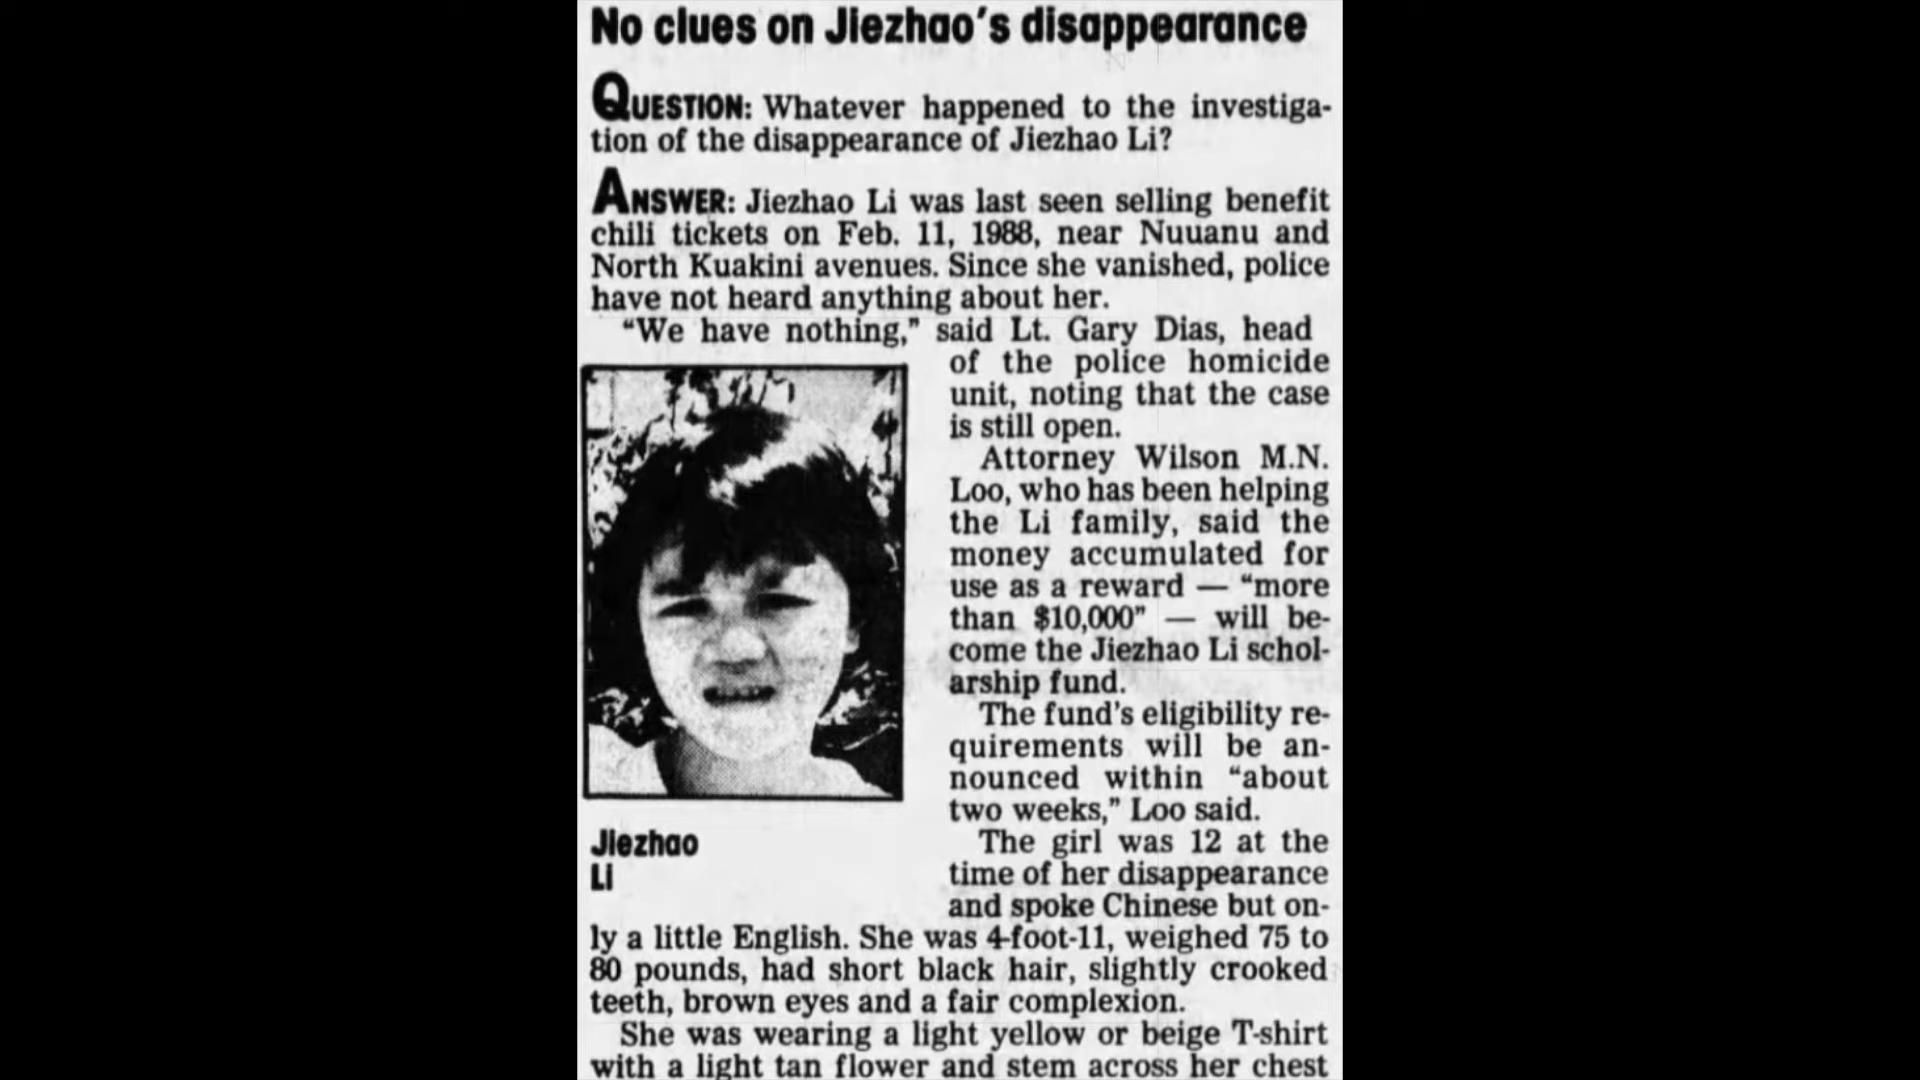 No clues on Jiezhao's disappearance
QUESTION: Whatever happened to the investiga-
tion of the disappearance of Jiezhao Li?
ANSWER: Jiezhao Li was last seen selling benefit
chili tickets on Feb. 11, 1988, near Nuuanu and
North Kuakini avenues. Since she vanished, police
have not heard anything about her.
“We have nothing,” said Lt. Gary Dias, head
of the police homicide
unit, noting that the case
is still open.
Attorney Wilson M.N.
Loo, who has been helping
the Li family, said the
money accumulated for
use as a reward — “more
than $10,000” — will be-
come the Jiezhao Li schol-
arship fund.
The fund's eligibility re-
quirements will be an-
nounced within “about
two weeks,” Loo said.
The girl was 12 at the
time of her disappearance
and spoke Chinese but on-
Jiezhao
Li
ly a little English. She was 4-foot-11, weighed 75 to
80 pounds, had short black hair, slightly crooked
teeth, brown eyes and a fair complexion.
She was wearing a light yellow or beige T-shirt
with a light tan flower and stem across her chest